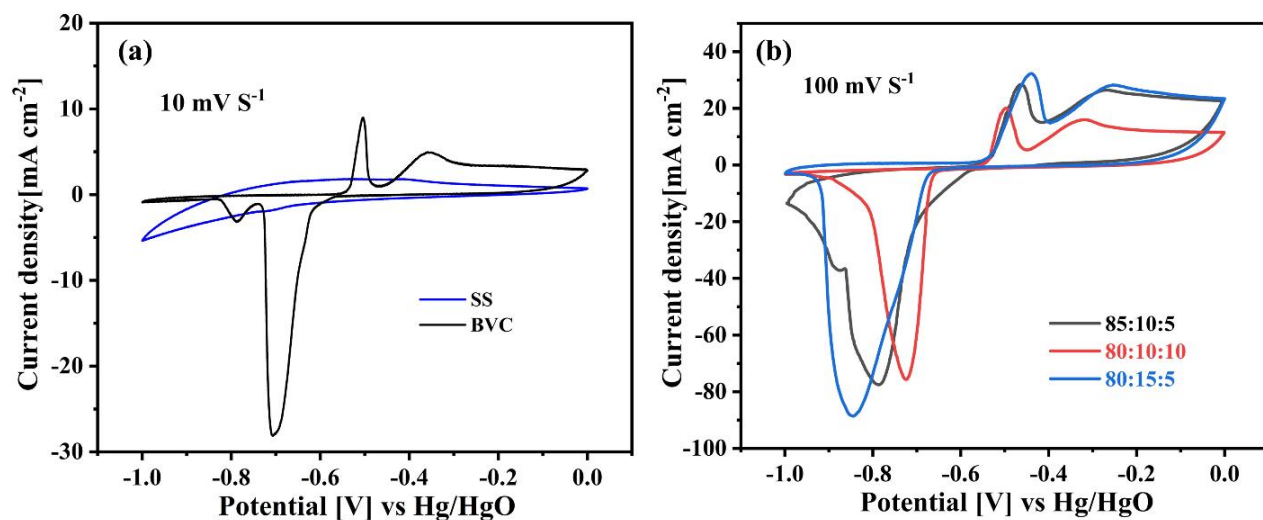 (a)
10 mV S⁻¹
SS
BVC
20
10
0
-10
-20
-30
-1.0
-0.8
-0.6
-0.4
-0.2
0.0
Current density[mA cm⁻²]
Potential [V] vs Hg/HgO
(b)
100 mV S⁻¹
85:10:5
80:10:10
80:15:5
40
20
0
-20
-40
-60
-80
-100
-1.0
-0.8
-0.6
-0.4
-0.2
0.0
Current density[mA cm⁻²]
Potential [V] vs Hg/HgO